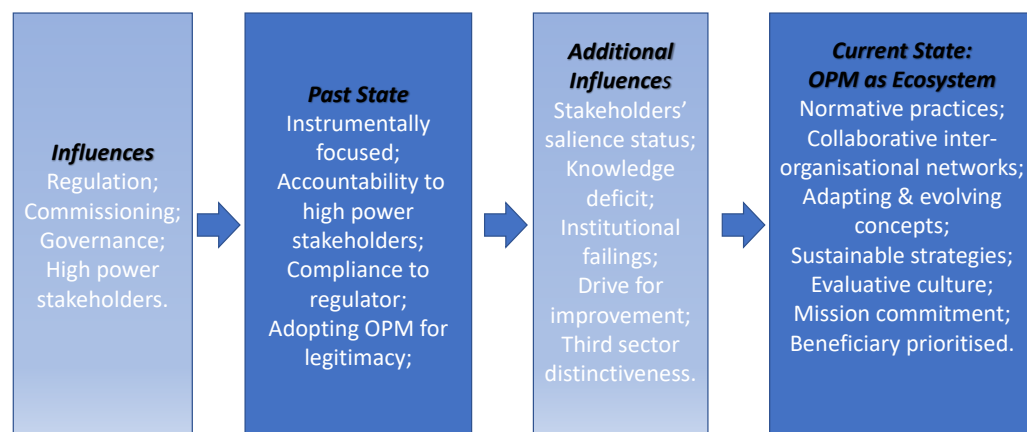 Influences
Regulation;
Commissioning;
Governance;
High power
stakeholders.
Past State
Instrumentally
focused;
Accountability to
high power
stakeholders;
Compliance to
regulator;
Adopting OPM for
legitimacy;
Additional
Influences
Stakeholders’
salience status;
Knowledge
deficit;
Institutional
failings;
Drive for
improvement;
Third sector
distinctiveness.
Current State:
OPM as Ecosystem
Normative practices;
Collaborative inter-
organisational networks;
Adapting & evolving
concepts;
Sustainable strategies;
Evaluative culture;
Mission commitment;
Beneficiary prioritised.